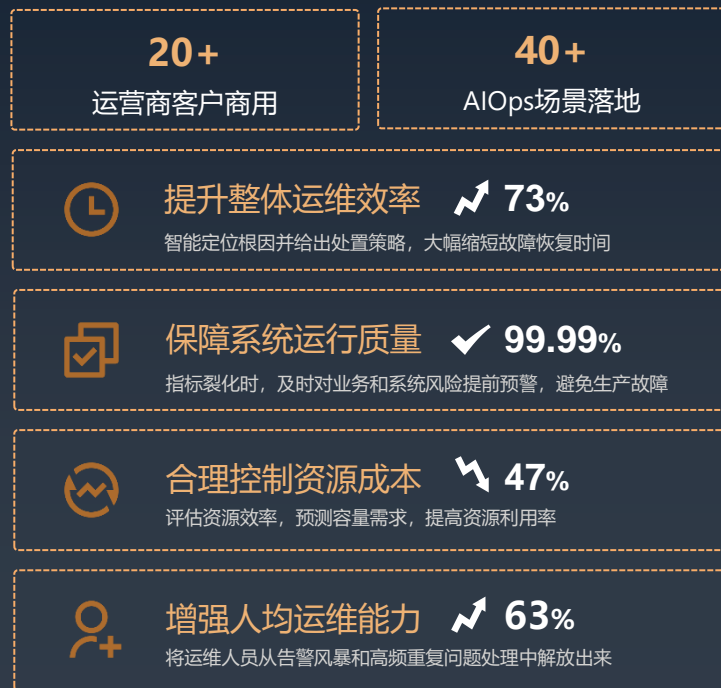 20+
40+
运营商客户商用
AIOps场景落地
提升整体运维效率 73%
智能定位根因并给出处置策略，大幅缩短故障恢复时间
保障系统运行质量 99.99%
指标裂化时，及时对业务和系统风险提前预警，避免生产故障
合理控制资源成本 47%
评估资源效率，预测容量需求，提高资源利用率
增强人均运维能力 63%
将运维人员从告警风暴和高频重复问题处理中解放出来